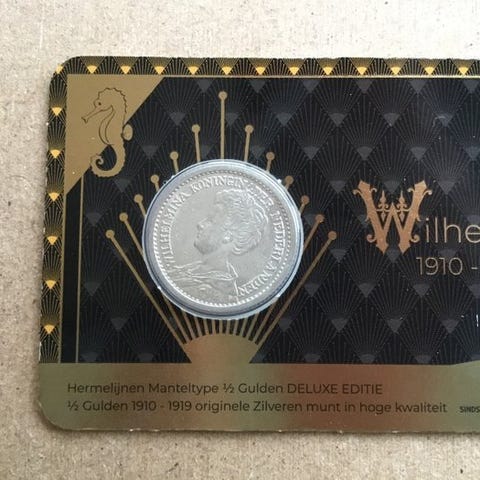 WILHELMINA KONINGIN DER NEDERLANDEN
Wilhe
1910 -
Hermelijnen Manteltype ½ Gulden DELUXE EDITIE
½ Gulden 1910 - 1919 originele Zilveren munt in hoge kwaliteit
SINDS